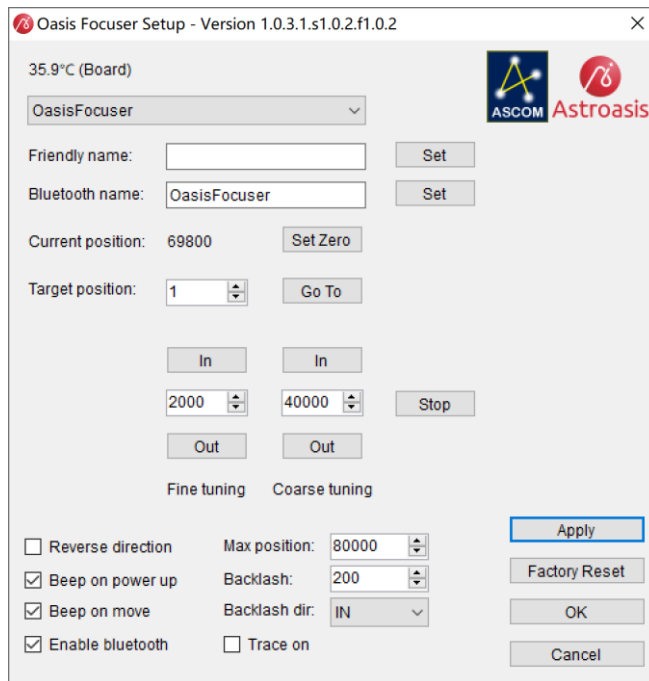 Oasis Focuser Setup - Version 1.0.3.1.s1.0.2.f1.0.2
35.9°C (Board)
ASCOM
Astroasis
OasisFocuser
Friendly name:
Set
Bluetooth name: OasisFocuser Set
Current position: 69800 Set Zero
Target position: 1 Go To
In In
2000 40000 Stop
Out Out
Fine tuning Coarse tuning
Apply
Reverse direction Max position: 80000
Beep on power up Backlash: 200 Factory Reset
Beep on move Backlash dir: IN OK
Enable bluetooth Trace on
Cancel